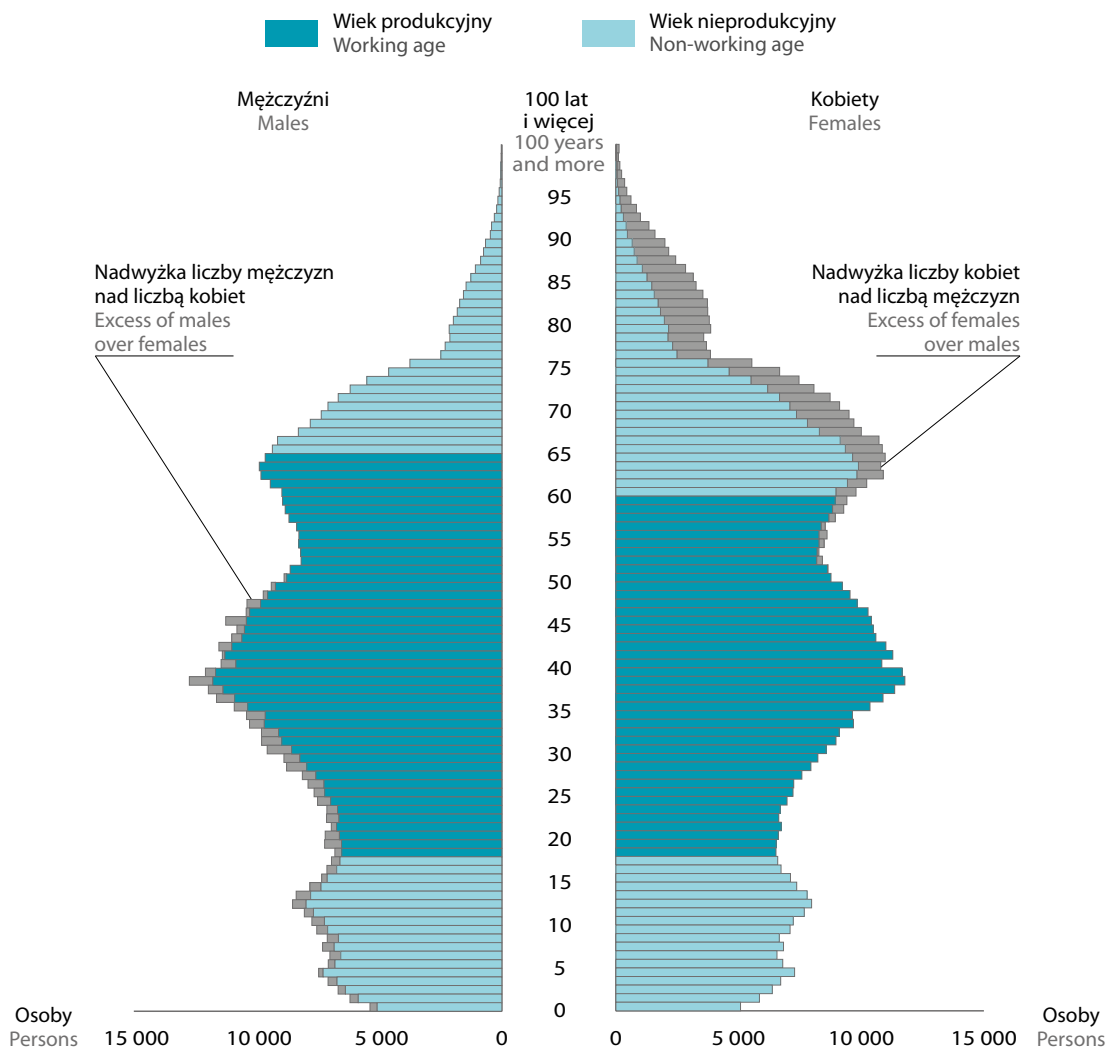 Wiek produkcyjny
Working age
Wiek nieprodukcyjny
Non-working age
Mężczyźni
Males
100 lat
i więcej
100 years
and more
Kobiety
Females
Nadwyżka liczby mężczyzn
nad liczbą kobiet
Excess of males
over females
Nadwyżka liczby kobiet
nad liczbą mężczyzn
Excess of females
over males
95
90
85
80
75
70
65
60
55
50
45
40
35
30
25
20
15
10
5
0
Osoby
Persons
15 000 10 000 5 000 0
0 5 000 10 000 15 000
Osoby
Persons